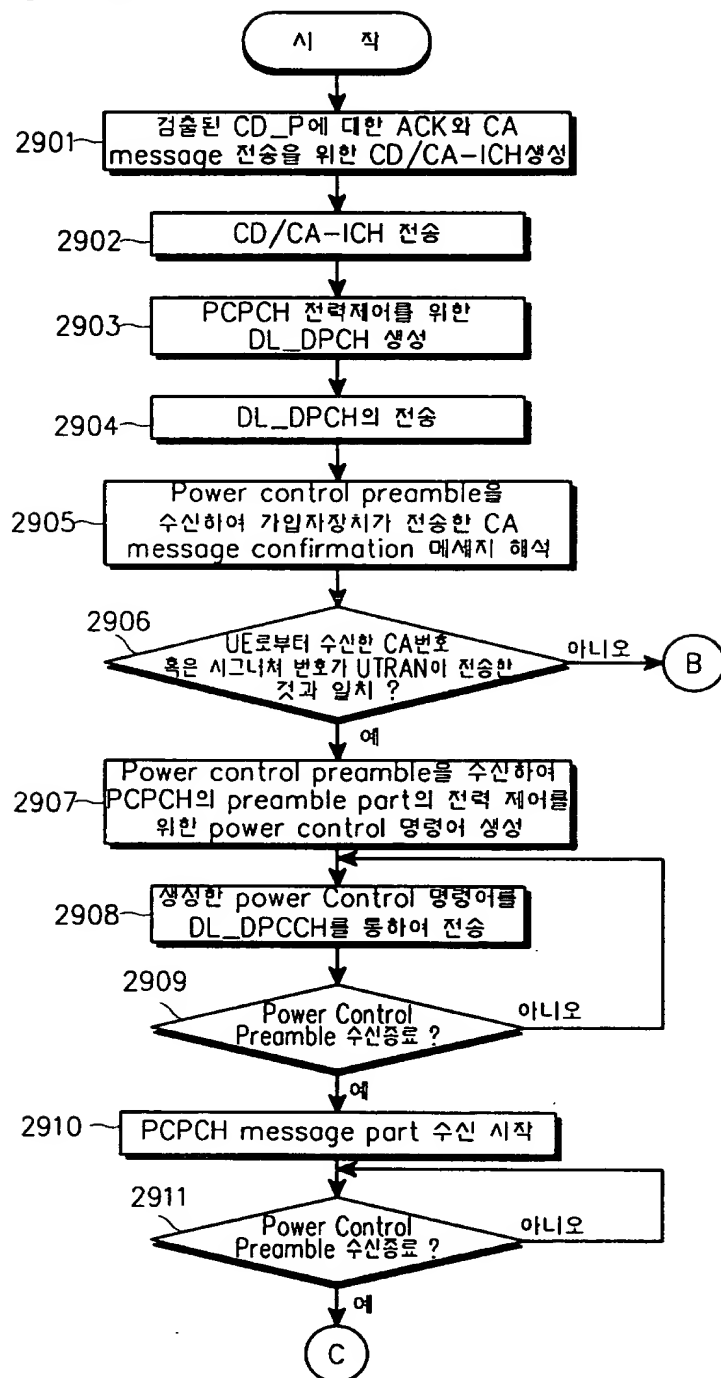 시 작
2901
검출된 CD_P에 대한 ACK와 CA
message 전송을 위한 CD/CA-ICH생성
2902
CD/CA-ICH 전송
2903
PCPCH 전력제어를 위한
DL_DPCH 생성
2904
DL_DPCH의 전송
2905
Power control preamble을
수신하여 가입자장치가 전송한 CA
message confirmation 메세지 해석
2906
UE로부터 수신한 CA번호
혹은 시그너쳐 번호가 UTRAN이 전송한
것과 일치 ?
아니오
B
예
2907
Power control preamble을 수신하여
PCPCH의 preamble part의 전력 제어를
위한 power control 명령어 생성
2908
생성한 power Control 명령어를
DL_DPCCH를 통하여 전송
2909
Power Control
Preamble 수신종료 ?
아니오
예
2910
PCPCH message part 수신 시작
2911
Power Control
Preamble 수신종료 ?
아니오
예
C